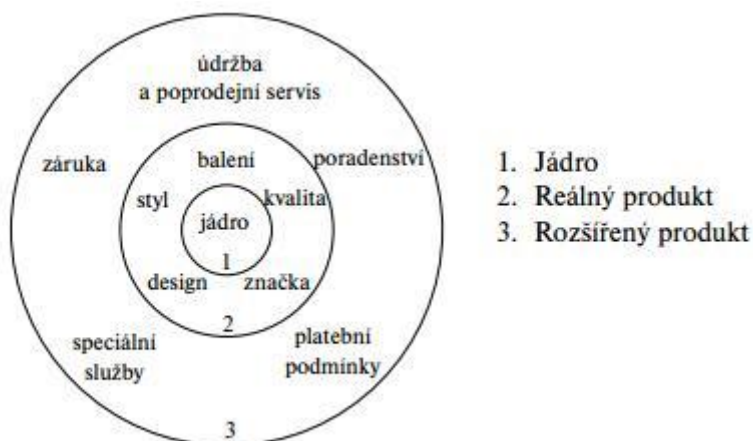 údržba
a poprodejní servis
záruka
balení
poradenství
styl
kvalita
jádro
1
design
značka
2
speciální
služby
platební
podmínky
3
1. Jádro
2. Reálný produkt
3. Rozšířený produkt